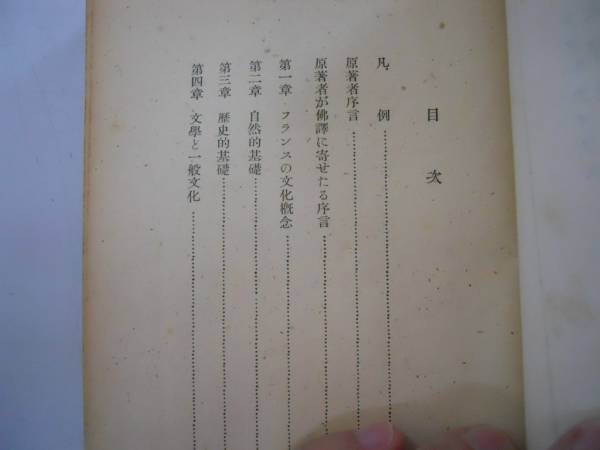 目次
凡例
原著者序言
原著者が佛譯に寄せたる序言
第一章 フランスの文化概念
第二章 自然的基礎
第三章 歴史的基礎
第四章 文學と一般文化